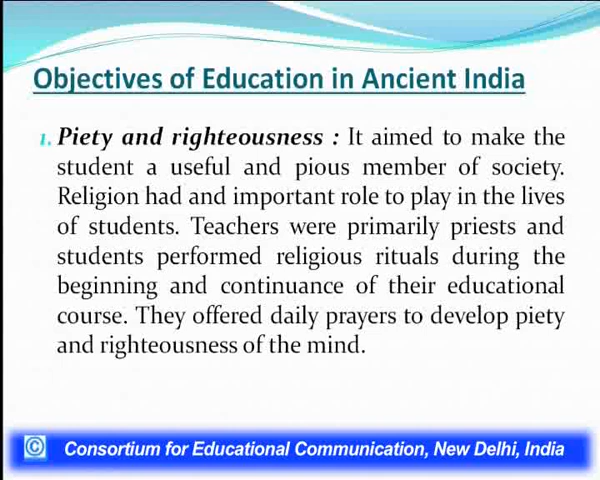 Objectives of Education in Ancient India
1. Piety and righteousness : It aimed to make the
student a useful and pious member of society.
Religion had and important role to play in the lives
of students. Teachers were primarily priests and
students performed religious rituals during the
beginning and continuance of their educational
course. They offered daily prayers to develop piety
and righteousness of the mind.
© Consortium for Educational Communication, New Delhi, India